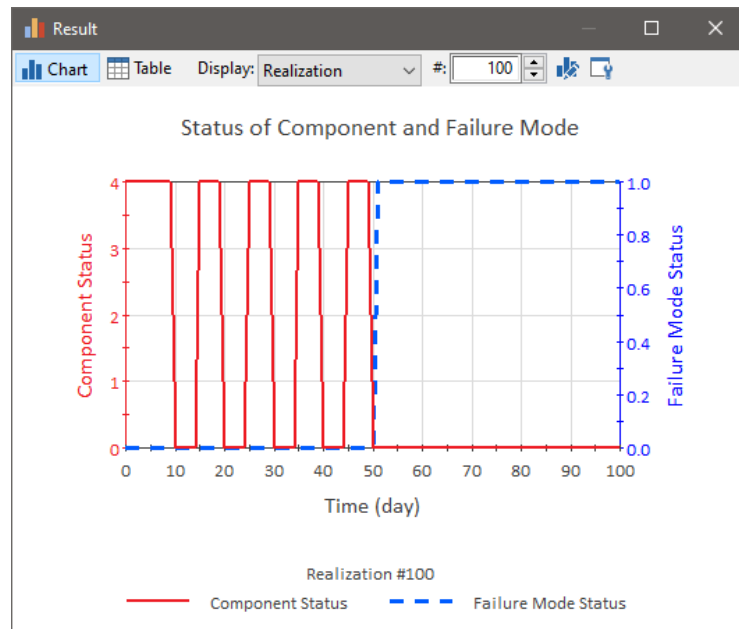 Result
Chart Table Display: Realization #: 100
Status of Component and Failure Mode
4 1.0
0.8
3
0.6
2
0.4
1
0.2
0 0.0
Component Status
Failure Mode Status
0 10 20 30 40 50 60 70 80 90 100
Time (day)
Realization #100
Component Status Failure Mode Status